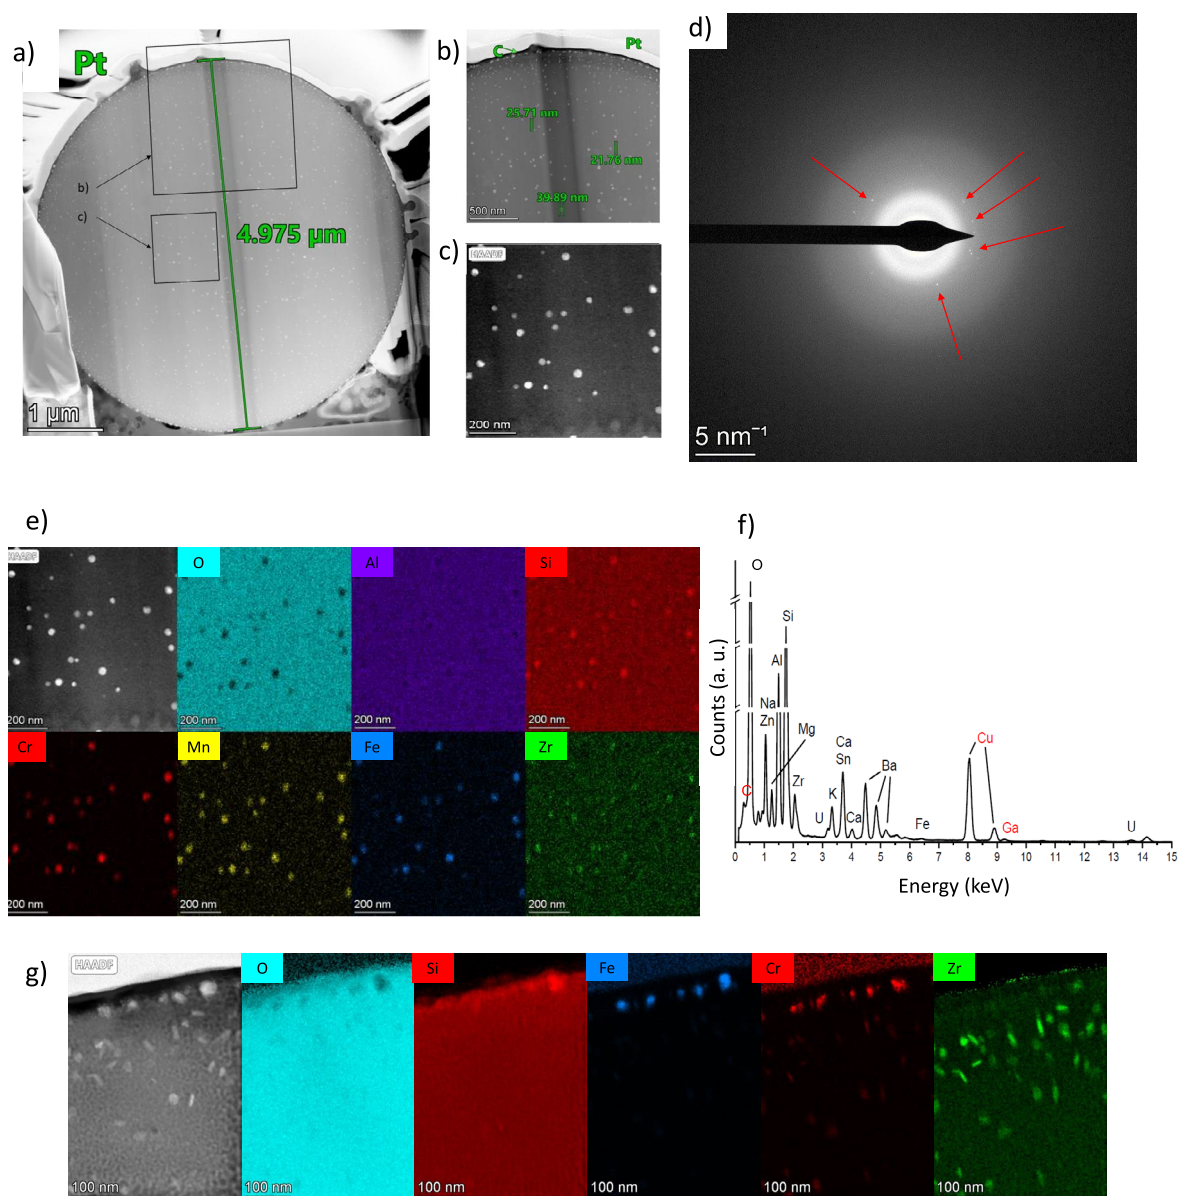 a)
Pt
b)
c)
4.975 µm
1 µm
b)
C
Pt
25.71 nm
21.76 nm
39.89 nm
500 nm
c)
HAADF
200 nm
d)
5 nm⁻¹
e)
HAADF
O
Al
Si
200 nm
200 nm
200 nm
200 nm
Cr
Mn
Fe
Zr
200 nm
200 nm
200 nm
200 nm
f)
Counts (a. u.)
O
Si
Al
Na
Zn
Mg
C
Zr
U
K
Ca
Sn
Ca
Ba
Fe
Cu
Ga
U
0 1 2 3 4 5 6 7 8 9 10 11 12 13 14 15
Energy (keV)
g)
HAADF
O
Si
Fe
Cr
Zr
100 nm
100 nm
100 nm
100 nm
100 nm
100 nm